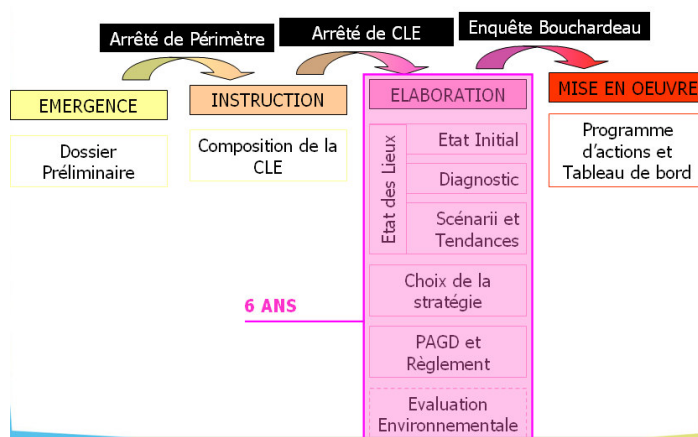 Arrêté de Périmètre
Arrêté de CLE
Enquête Bouchardeau
EMERGENCE
INSTRUCTION
ELABORATION
MISE EN OEUVRE
Dossier
Préliminaire
Composition de la
CLE
Etat des Lieux
Etat Initial
Diagnostic
Scénarii et
Tendances
Choix de la
stratégie
PAGD et
Règlement
Evaluation
Environnementale
Programme
d'actions et
Tableau de bord
6 ANS